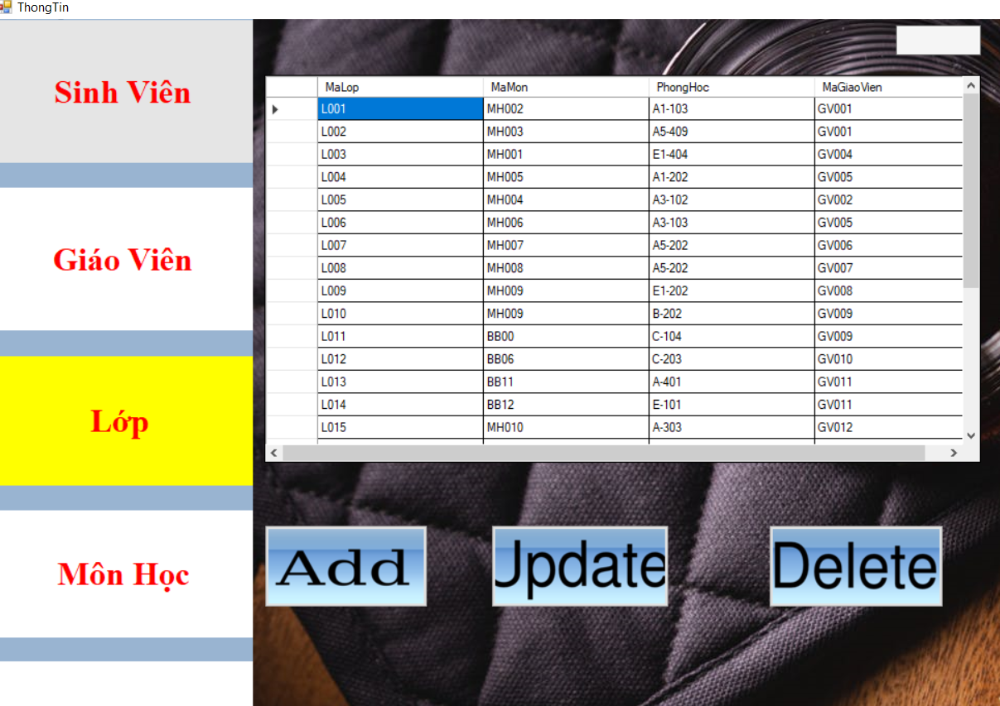 ThongTin
Sinh Viên
Giáo Viên
Lớp
Môn Học
MaLop MaMon PhongHoc MaGiaoVien
L001 MH002 A1-103 GV001
L002 MH003 A5-409 GV001
L003 MH001 E1-404 GV004
L004 MH005 A1-202 GV005
L005 MH004 A3-102 GV002
L006 MH006 A3-103 GV005
L007 MH007 A5-202 GV006
L008 MH008 A5-202 GV007
L009 MH009 E1-202 GV008
L010 MH009 B-202 GV009
L011 BB00 C-104 GV009
L012 BB06 C-203 GV010
L013 BB11 A-401 GV011
L014 BB12 E-101 GV011
L015 MH010 A-303 GV012
Add Update Delete